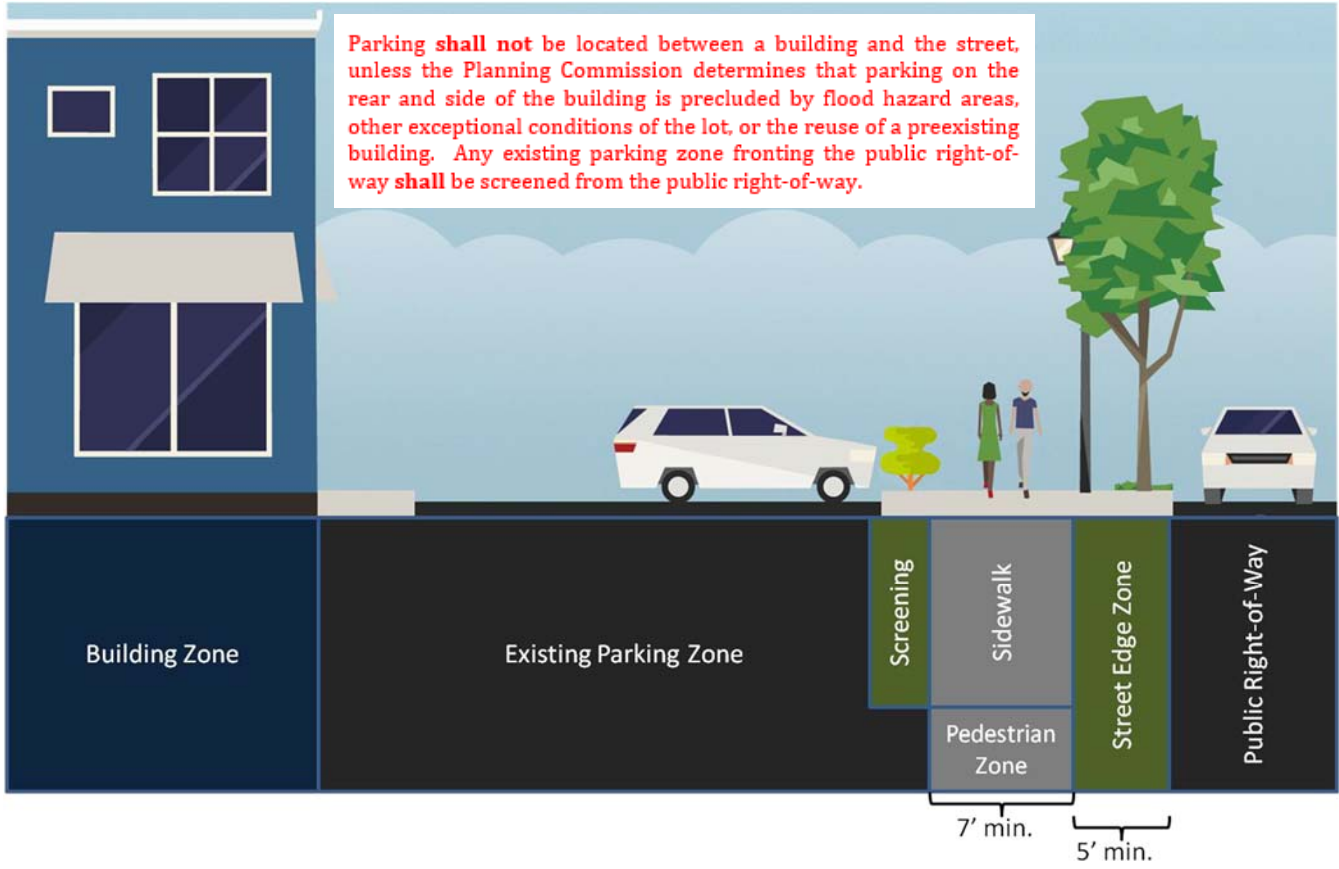 Parking shall not be located between a building and the street,
unless the Planning Commission determines that parking on the
rear and side of the building is precluded by flood hazard areas,
other exceptional conditions of the lot, or the reuse of a preexisting
building. Any existing parking zone fronting the public right-of-
way shall be screened from the public right-of-way.
Building Zone
Existing Parking Zone
Screening
Sidewalk
Pedestrian
Zone
Street Edge Zone
Public Right-of-Way
7’ min.
5’ min.